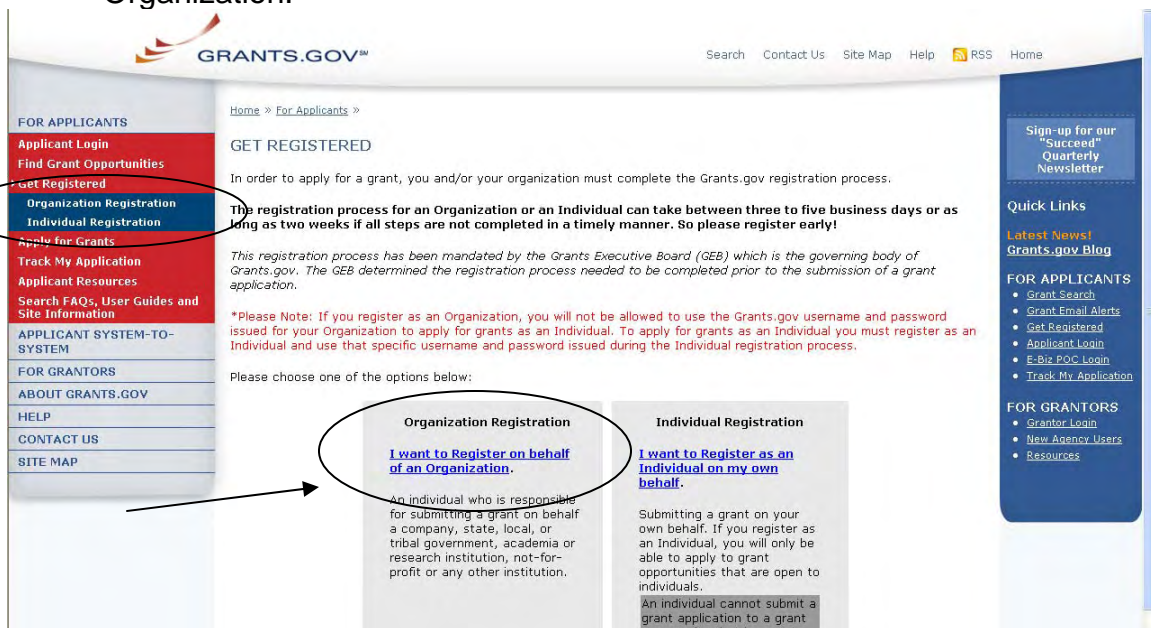 Organization.
GRANTS.GOV℠
Search Contact Us Site Map Help RSS Home
FOR APPLICANTS
Applicant Login
Find Grant Opportunities
Get Registered
Organization Registration
Individual Registration
Apply for Grants
Track My Application
Applicant Resources
Search FAQs, User Guides and
Site Information
APPLICANT SYSTEM-TO-
SYSTEM
FOR GRANTORS
ABOUT GRANTS.GOV
HELP
CONTACT US
SITE MAP
Home » For Applicants »
GET REGISTERED
In order to apply for a grant, you and/or your organization must complete the Grants.gov registration process.
The registration process for an Organization or an Individual can take between three to five business days or as
long as two weeks if all steps are not completed in a timely manner. So please register early!
This registration process has been mandated by the Grants Executive Board (GEB) which is the governing body of
Grants.gov. The GEB determined the registration process needed to be completed prior to the submission of a grant
application.
*Please Note: If you register as an Organization, you will not be allowed to use the Grants.gov username and password
issued for your Organization to apply for grants as an Individual. To apply for grants as an Individual you must register as an
Individual and use that specific username and password issued during the Individual registration process.
Please choose one of the options below:
Organization Registration
I want to Register on behalf
of an Organization.
An individual who is responsible
for submitting a grant on behalf
a company, state, local, or
tribal government, academia or
research institution, not-for-
profit or any other institution.
Individual Registration
I want to Register as an
Individual on my own
behalf.
Submitting a grant on your
own behalf. If you register as
an Individual, you will only be
able to apply to grant
opportunities that are open to
individuals.
An individual cannot submit a
grant application to a grant
Sign-up for our
"Succeed"
Quarterly
Newsletter
Quick Links
Latest News!
Grants.gov Blog
FOR APPLICANTS
Grant Search
Grant Email Alerts
Get Registered
Applicant Login
E-Biz POC Login
Track My Application
FOR GRANTORS
Grantor Login
New Agency Users
Resources